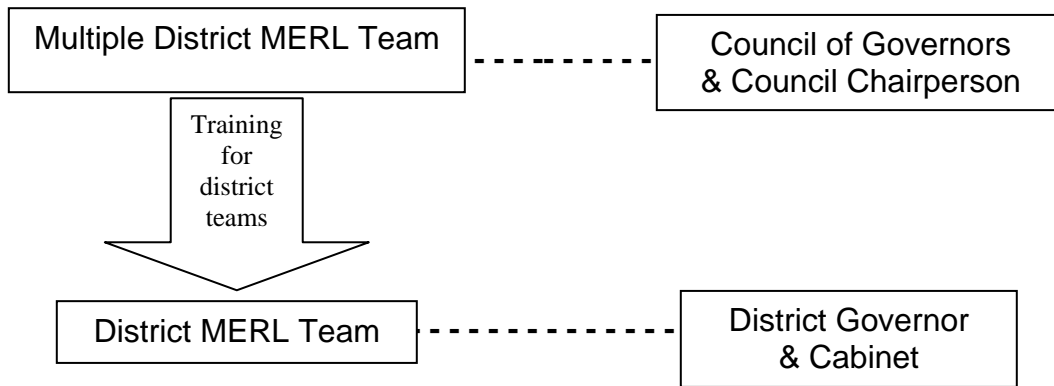 Multiple District MERL Team
Council of Governors
& Council Chairperson
Training
for
district
teams
District MERL Team
District Governor
& Cabinet